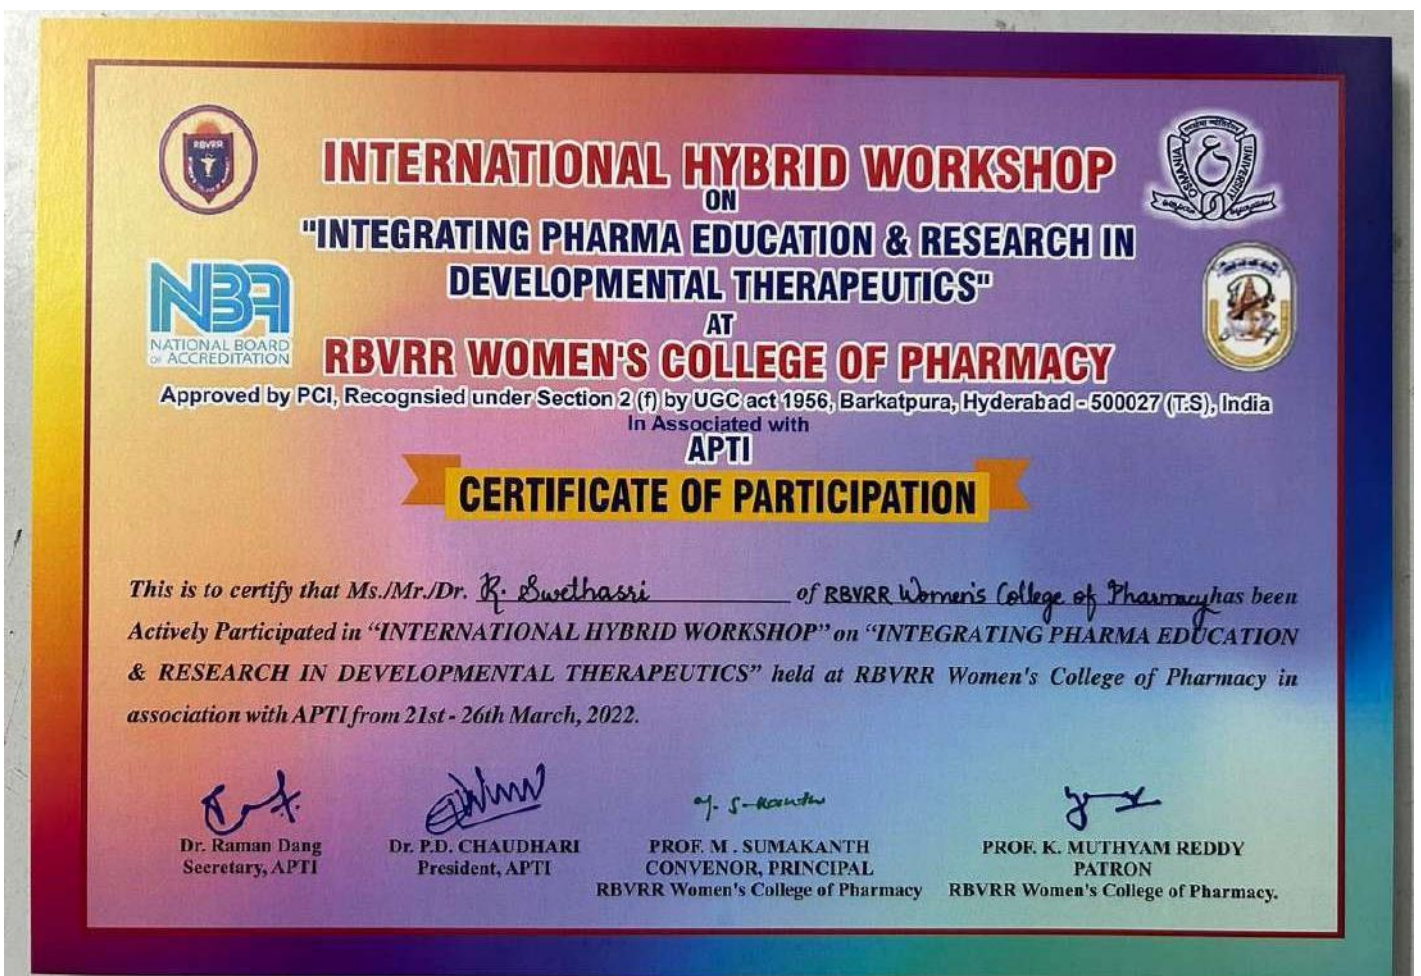 RBVRR
INTERNATIONAL HYBRID WORKSHOP
ON
"INTEGRATING PHARMA EDUCATION & RESEARCH IN
DEVELOPMENTAL THERAPEUTICS"
AT
RBVRR WOMEN'S COLLEGE OF PHARMACY
OSMANIA UNIVERSITY
NBA
NATIONAL BOARD
OF ACCREDITATION
Approved by PCI, Recognsied under Section 2 (f) by UGC act 1956, Barkatpura, Hyderabad - 500027 (T.S), India
In Associated with
APTI
CERTIFICATE OF PARTICIPATION
This is to certify that Ms./Mr./Dr. R. Swethasri of RBVRR Women's College of Pharmacy has been
Actively Participated in “INTERNATIONAL HYBRID WORKSHOP” on “INTEGRATING PHARMA EDUCATION
& RESEARCH IN DEVELOPMENTAL THERAPEUTICS” held at RBVRR Women's College of Pharmacy in
association with APTI from 21st - 26th March, 2022.
Dr. Raman Dang
Secretary, APTI
Dr. P.D. CHAUDHARI
President, APTI
PROF. M . SUMAKANTH
CONVENOR, PRINCIPAL
RBVRR Women's College of Pharmacy
PROF. K. MUTHYAM REDDY
PATRON
RBVRR Women's College of Pharmacy.